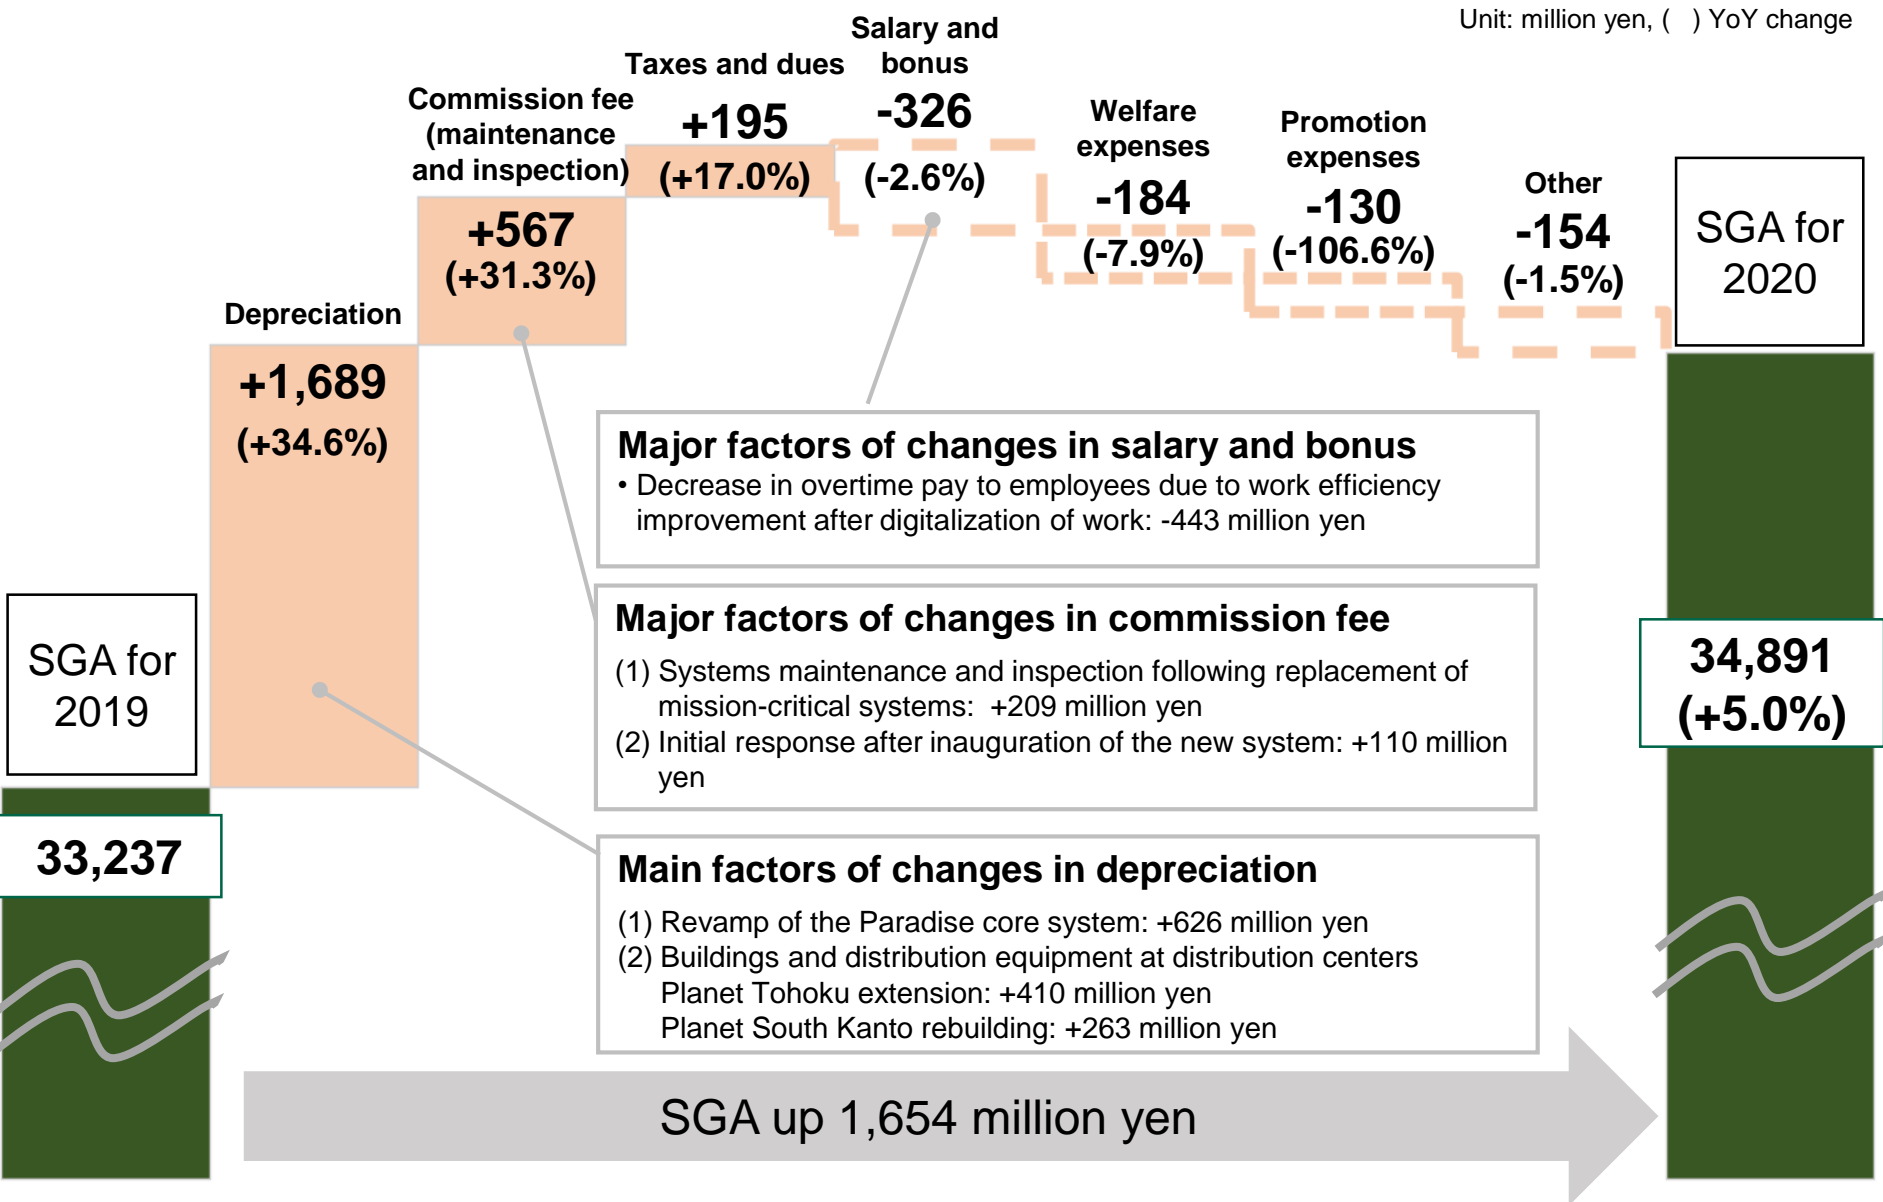 Unit: million yen, (   ) YoY change
Salary and
bonus
-326
(-2.6%)
Taxes and dues
+195
(+17.0%)
Commission fee
(maintenance
and inspection)
+567
(+31.3%)
Welfare
expenses
-184
(-7.9%)
Promotion
expenses
-130
(-106.6%)
Other
-154
(-1.5%)
SGA for
2020
Depreciation
+1,689
(+34.6%)
Major factors of changes in salary and bonus
• Decrease in overtime pay to employees due to work efficiency
improvement after digitalization of work: -443 million yen
Major factors of changes in commission fee
(1) Systems maintenance and inspection following replacement of
mission-critical systems:  +209 million yen
(2) Initial response after inauguration of the new system: +110 million
yen
SGA for
2019
33,237
34,891
(+5.0%)
Main factors of changes in depreciation
(1) Revamp of the Paradise core system: +626 million yen
(2) Buildings and distribution equipment at distribution centers
Planet Tohoku extension: +410 million yen
Planet South Kanto rebuilding: +263 million yen
SGA up 1,654 million yen